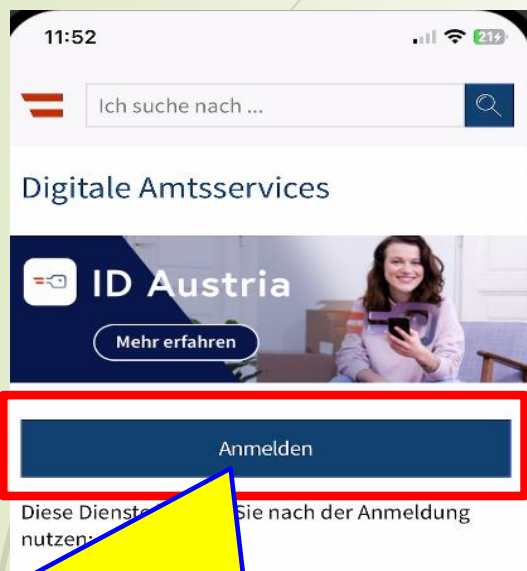 11:52
21
Ich suche nach ...
Digitale Amtsservices
ID Austria
Mehr erfahren
Anmelden
Diese Dienste Sie nach der Anmeldung
nutzen: